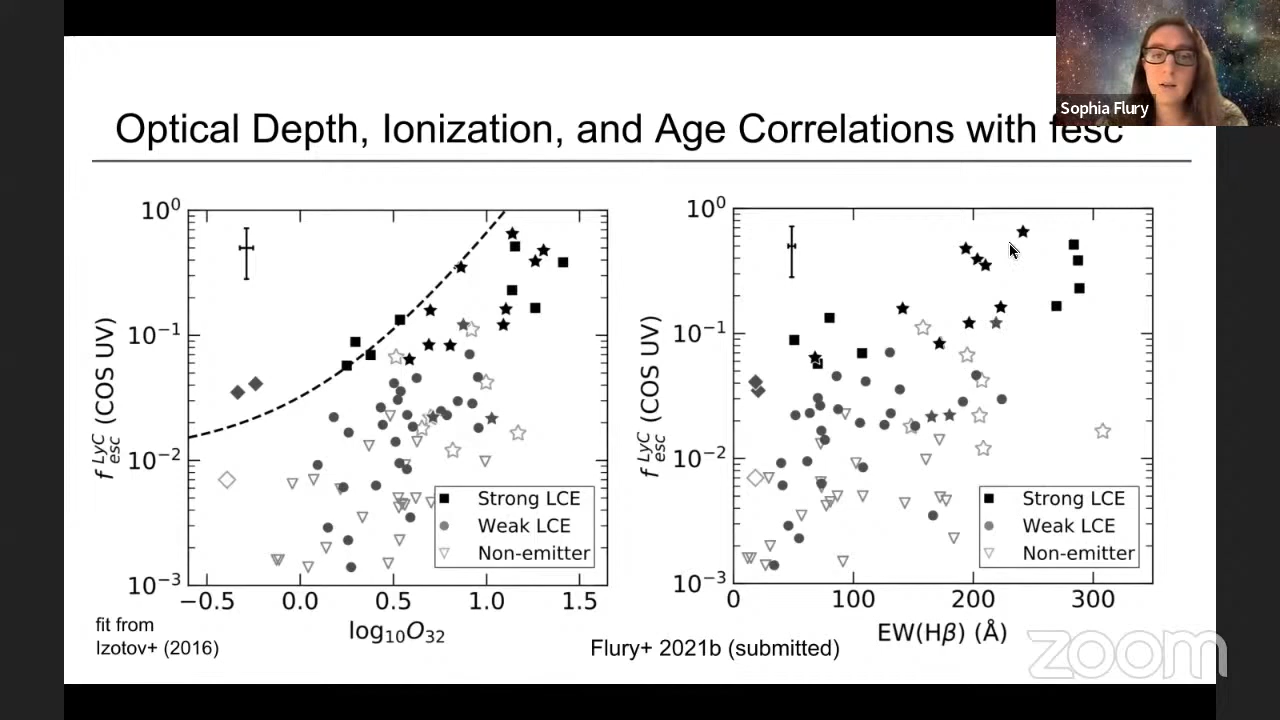 Sophia Flury
Optical Depth, Ionization, and Age Correlations with fesc
10⁰
10⁻¹
10⁻²
10⁻³
f esc LyC (COS UV)
Strong LCE
Weak LCE
Non-emitter
−0.5 0.0 0.5 1.0 1.5
log₁₀O₃₂
10⁰
10⁻¹
10⁻²
10⁻³
f esc LyC (COS UV)
Strong LCE
Weak LCE
Non-emitter
0 100 200 300
EW(Hβ) (Å)
fit from
Izotov+ (2016)
Flury+ 2021b (submitted)
zoom